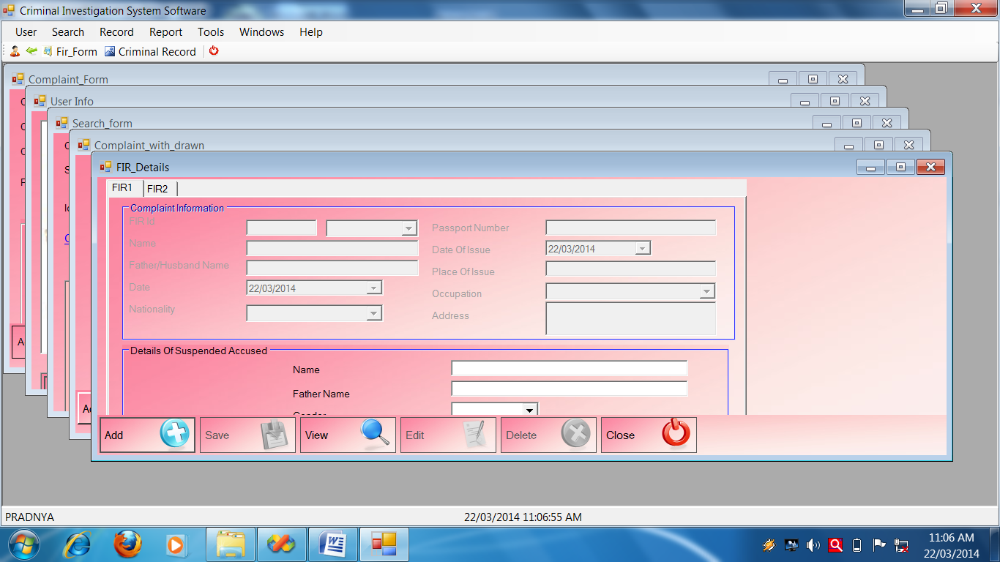 Criminal Investigation System Software
User Search Record Report Tools Windows Help
Fir_Form Criminal Record
Complaint_Form
User Info
Search_form
Complaint_with_drawn
FIR_Details
FIR1 FIR2
Complaint Information
FIR Id
Name
Father/Husband Name
Date 22/03/2014
Nationality
Passport Number
Date Of Issue 22/03/2014
Place Of Issue
Occupation
Address
Details Of Suspended Accused
Name
Father Name
Gender
Add Save View Edit Delete Close
PRADNYA 22/03/2014 11:06:55 AM
11:06 AM
22/03/2014